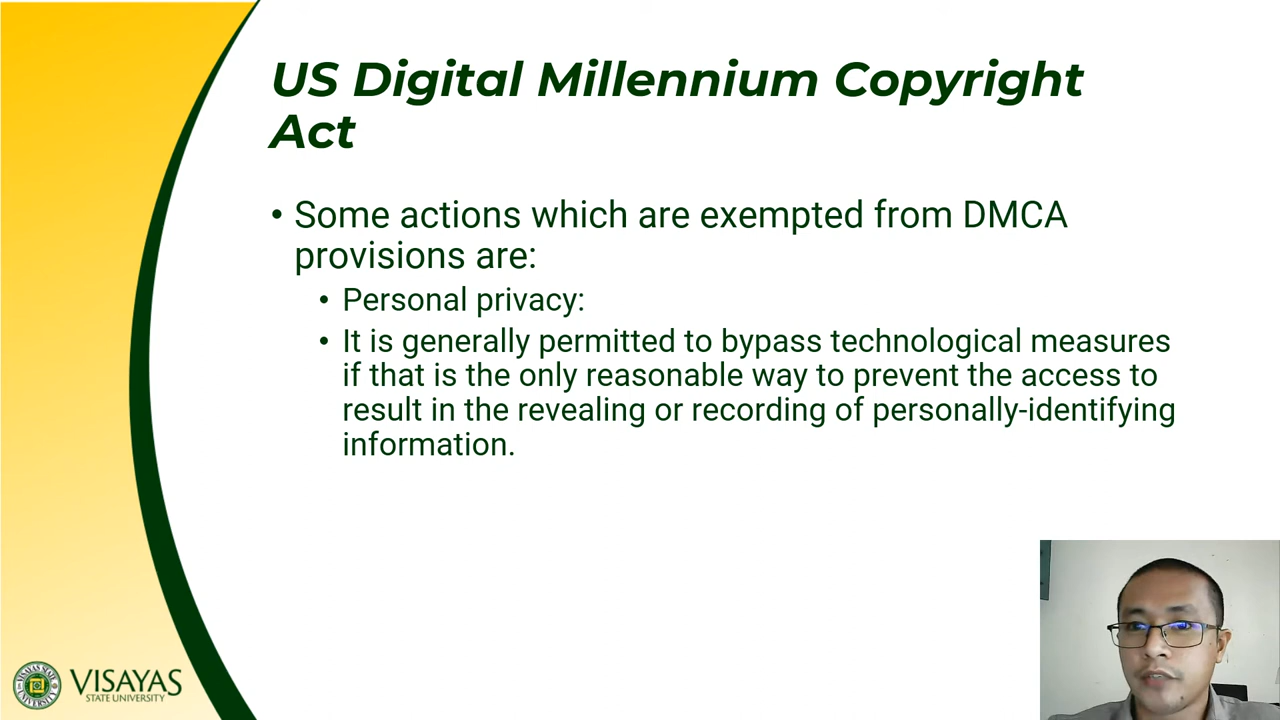 US Digital Millennium Copyright
Act
• Some actions which are exempted from DMCA
provisions are:
• Personal privacy:
• It is generally permitted to bypass technological measures
if that is the only reasonable way to prevent the access to
result in the revealing or recording of personally-identifying
information.
VISAYAS
STATE UNIVERSITY